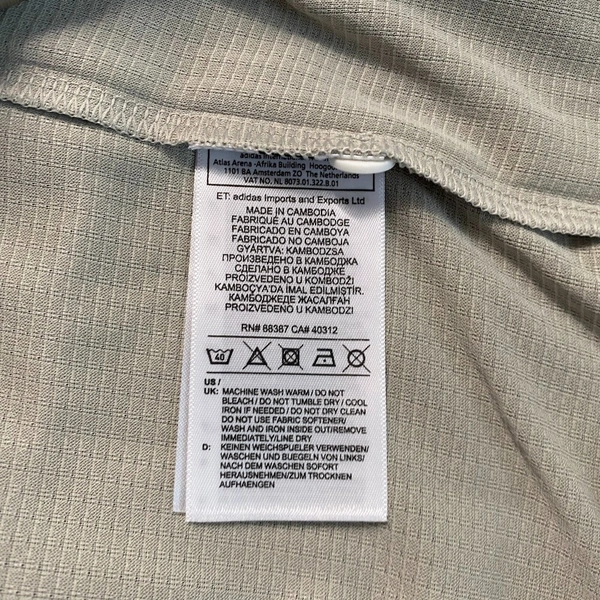 adidas
Atlas Arena -Afrika Building
1101 BA Amsterdam ZO The Netherlands
VAT NO. NL 8073.01.322.B.01
ET: adidas Imports and Exports Ltd
MADE IN CAMBODIA
FABRIQUÉ AU CAMBODGE
FABRICADO EN CAMBOYA
FABRICADO NO CAMBOJA
GYÁRTVA: KAMBODZSA
ПРОИЗВЕДЕНО В КАМБОДЖА
СДЕЛАНО В КАМБОДЖЕ
PROIZVEDENO U KOMBODŽI
KAMBOÇYA'DA İMAL EDİLMİŞTİR.
КАМБОДЖЕДЕ ЖАСАЛҒАН
PROIZVEDENO U KAMBODZI
RN# 88387 CA# 40312
40
US /
UK: MACHINE WASH WARM / DO NOT
BLEACH / DO NOT TUMBLE DRY / COOL
IRON IF NEEDED / DO NOT DRY CLEAN
DO NOT USE FABRIC SOFTENER/
WASH AND IRON INSIDE OUT/REMOVE
IMMEDIATELY/LINE DRY
D: KEINEN WEICHSPUELER VERWENDEN/
WASCHEN UND BUEGELN VON LINKS/
NACH DEM WASCHEN SOFORT
HERAUSNEHMEN/ZUM TROCKNEN
AUFHAENGEN